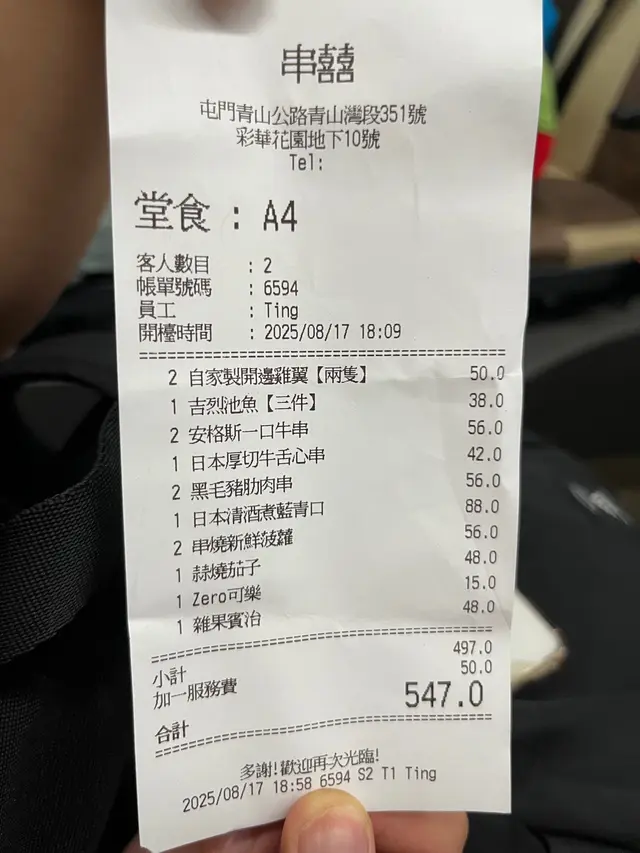 串囍
屯門青山公路青山灣段351號
彩華花園地下10號
Tel:
堂食 : A4
客人數目 : 2
帳單號碼 : 6594
員工 : Ting
開檯時間 : 2025/08/17 18:09
2 自家製開邊雞翼【兩隻】 50.0
1 吉烈池魚【三件】 38.0
2 安格斯一口牛串 56.0
1 日本厚切牛舌心串 42.0
2 黑毛豬肋肉串 56.0
1 日本清酒煮藍青口 88.0
2 串燒新鮮菠蘿 56.0
1 赫燒茄子 48.0
1 Zero可樂 15.0
1 雜果賓治 48.0
小計 497.0
加一服務費 50.0
合計 547.0
多謝!歡迎再次光臨!
2025/08/17 18:58 6594 S2 T1 Ting